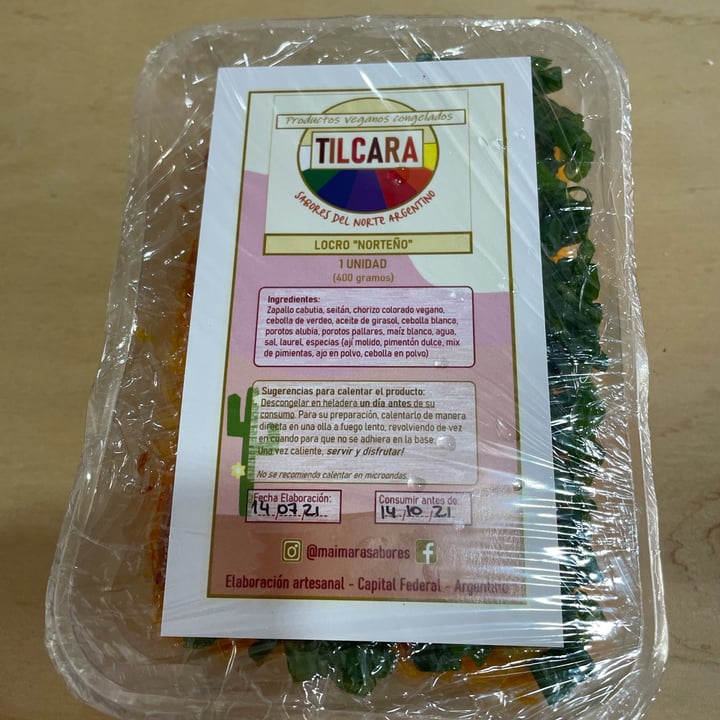 Productos veganos congelados
TILCARA
SABORES DEL NORTE ARGENTINO
LOCRO "NORTEÑO"
1 UNIDAD
(400 gramos)
Ingredientes:
Zapallo cabutia, seitán, chorizo colorado vegano,
cebolla de verdeo, aceite de girasol, cebolla blanca,
porotos alubia, porotos pallares, maíz blanco, agua,
sal, laurel, especias (ají molido, pimentón dulce, mix
de pimientas, ajo en polvo, cebolla en polvo)
Sugerencias para calentar el producto:
Descongelar en heladera un día antes de su
consumo. Para su preparación, calentarlo de manera
directa en una olla a fuego lento, revolviendo de vez
en cuando para que no se adhiera en la base.
Una vez caliente, servir y disfrutar!
No se recomienda calentar en microondas.
Fecha Elaboración: Consumir antes de:
14/07/21 14/10/21
@maimarasabores
Elaboración artesanal - Capital Federal - Argentina